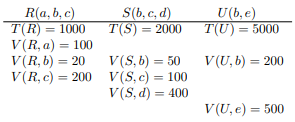 R(a, b, c) S(b, c, d) U(b, e)
T(R) = 1000 T(S) = 2000 T(U) = 5000
V(R, a) = 100
V(R, b) = 20 V(S, b) = 50 V(U, b) = 200
V(R, c) = 200 V(S, c) = 100
V(S, d) = 400
V(U, e) = 500